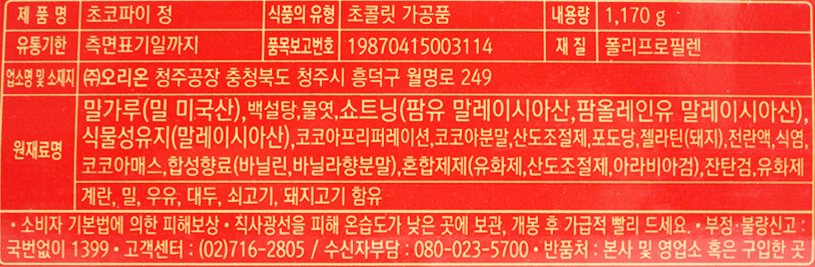 제 품 명 초코파이 정 식품의 유형 초콜릿 가공품 내용량 1,170 g
유통기한 측면표기일까지 품목보고번호 19870415003114 재 질 폴리프로필렌
업소명 및 소재지 ㈜오리온 청주공장 충청북도 청주시 흥덕구 월명로 249
원재료명 밀가루(밀 미국산),백설탕,물엿,쇼트닝(팜유 말레이시아산,팜올레인유 말레이시아산),
식물성유지(말레이시아산),코코아프리퍼레이션,코코아분말,산도조절제,포도당,젤라틴(돼지),전란액,식염,
코코아매스,합성향료(바닐린,바닐라향분말),혼합제제(유화제,산도조절제,아라비아검),잔탄검,유화제
계란, 밀, 우유, 대두, 쇠고기, 돼지고기 함유
• 소비자 기본법에 의한 피해보상 • 직사광선을 피해 온습도가 낮은 곳에 보관, 개봉 후 가급적 빨리 드세요. • 부정·불량신고 :
국번없이 1399 • 고객센터 : (02)716-2805 / 수신자부담 : 080-023-5700 • 반품처 : 본사 및 영업소 혹은 구입한 곳